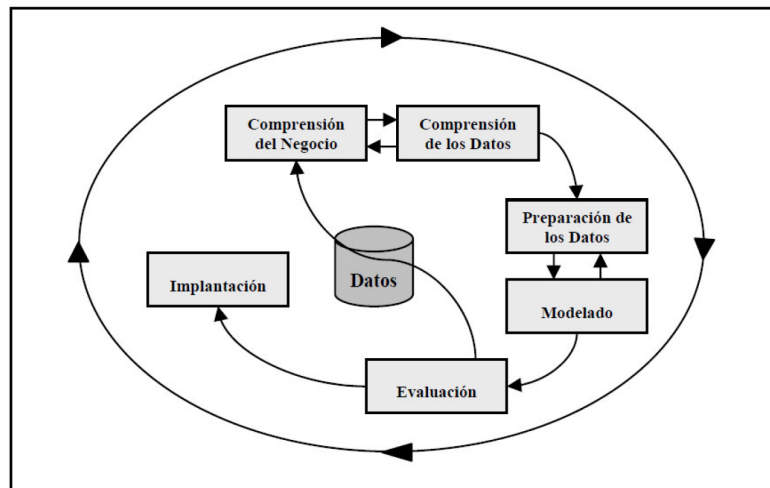 Comprensión
del Negocio
Comprensión
de los Datos
Preparación de
los Datos
Datos
Implantación
Modelado
Evaluación